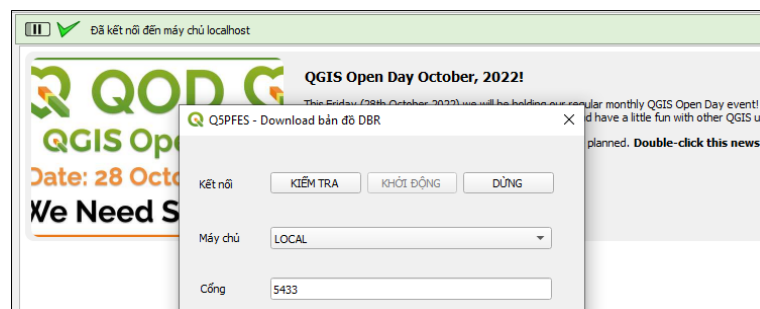 Đã kết nối đến máy chủ localhost
QOD
QGIS Ope
Date: 28 Octo
We Need S
QGIS Open Day October, 2022!
This Friday (28th October 2022) we will be holding our regular monthly QGIS Open Day event!
d have a little fun with other QGIS u
planned. Double-click this news
Q5PFES - Download bản đồ DBR
Kết nối
KIỂM TRA
KHỞI ĐỘNG
DỪNG
Máy chủ
LOCAL
Cổng
5433